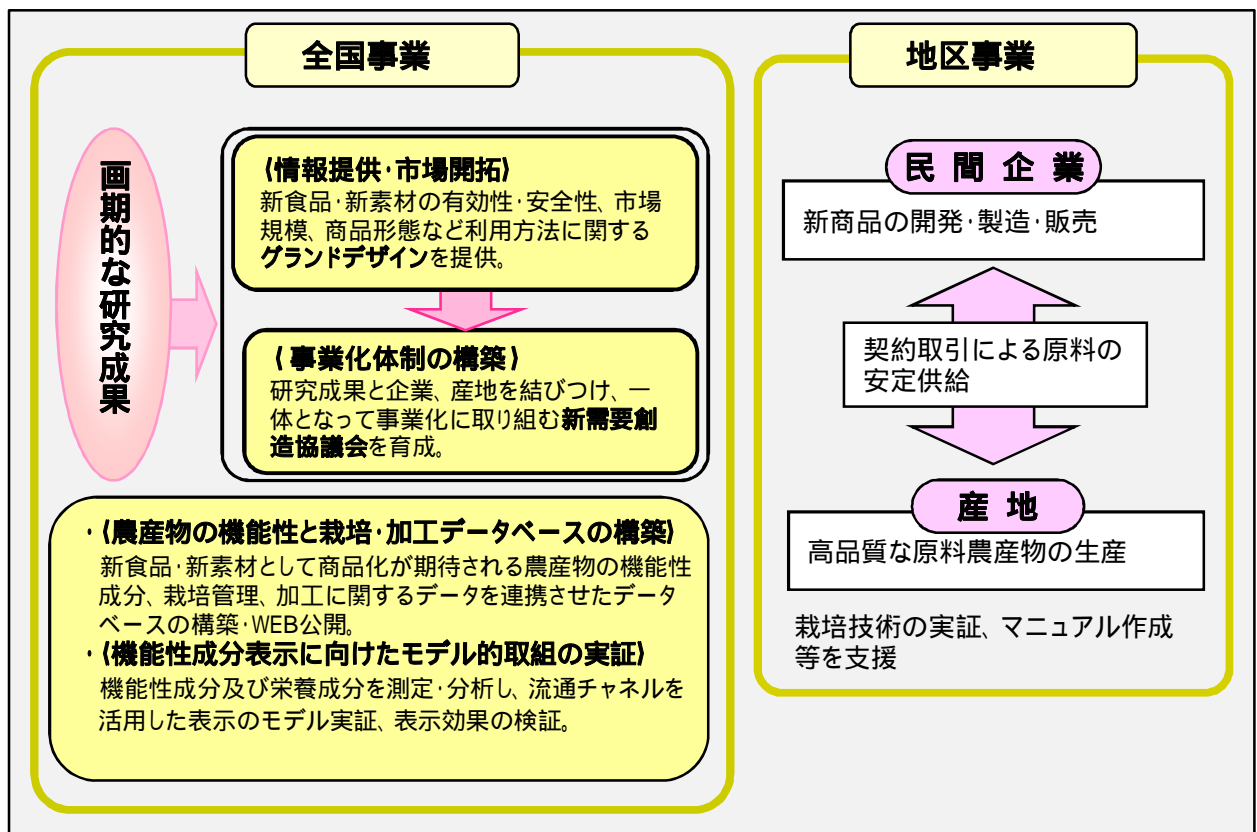 全国事業
画期的な研究成果
(情報提供･市場開拓)
新食品･新素材の有効性･安全性、市場
規模、商品形態など利用方法に関する
グランドデザインを提供。
(事業化体制の構築)
研究成果と企業、産地を結びつけ、一
体となって事業化に取り組む新需要創
造協議会を育成。
･(農産物の機能性と栽培･加工データベースの構築)
新食品･新素材として商品化が期待される農産物の機能性
成分、栽培管理、加工に関するデータを連携させたデータ
ベースの構築･WEB公開。
･(機能性成分表示に向けたモデル的取組の実証)
機能性成分及び栄養成分を測定･分析し、流通チャネルを
活用した表示のモデル実証、表示効果の検証。
地区事業
民間企業
新商品の開発･製造･販売
契約取引による原料の
安定供給
産地
高品質な原料農産物の生産
栽培技術の実証、マニュアル作成
等を支援